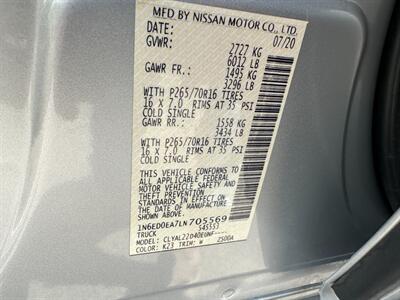 MFD BY NISSAN MOTOR CO., LTD.
DATE: 07/20
GVWR: 2727 KG
6012 LB
GAWR FR.: 1495 KG
3296 LB
WITH P265/70R16 TIRES
16 X 7.0 RIMS AT 35 PSI
COLD SINGLE
GAWR RR.: 1558 KG
3434 LB
WITH P265/70R16 TIRES
16 X 7.0 RIMS AT 35 PSI
COLD SINGLE
THIS VEHICLE CONFORMS TO
ALL APPLICABLE FEDERAL
MOTOR VEHICLE SAFETY
STANDARDS IN EFFECT ON
THE DATE OF MANUFACTURE
SHOWN ABOVE.
1N6ED0EA7LN705569
TRUCK 545553
MODEL:
COLOR: K23 TRIM: W